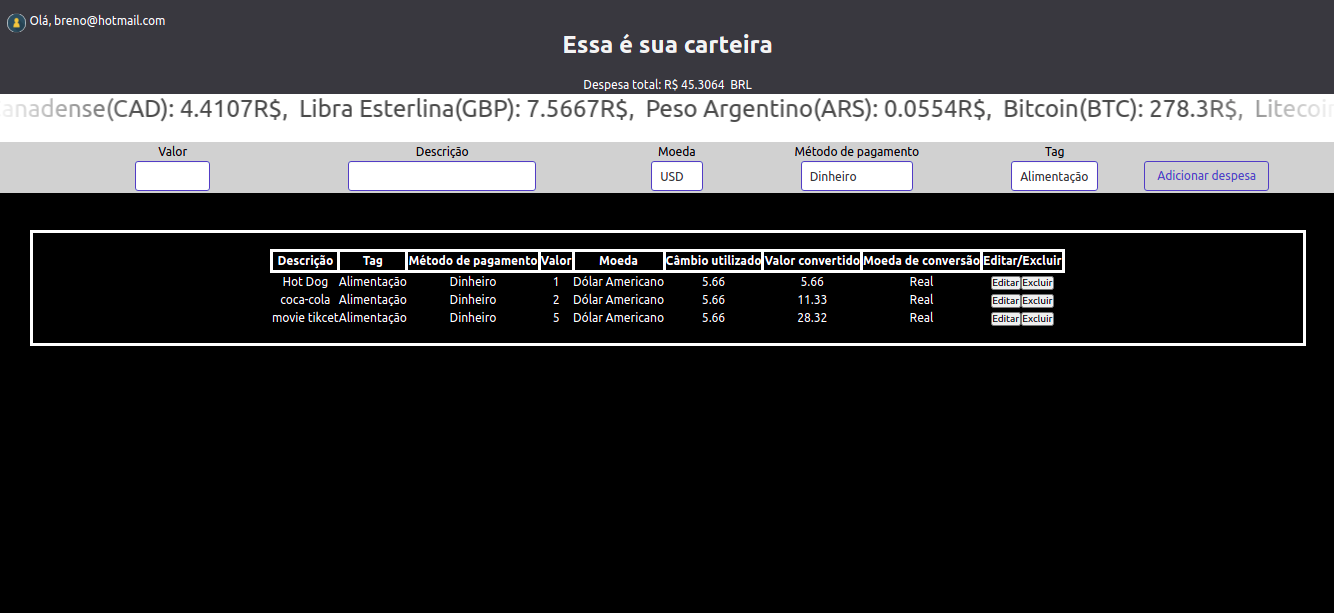 Olá, breno@hotmail.com
Essa é sua carteira
Despesa total: R$ 45.3064 BRL
anadense(CAD): 4.4107R$, Libra Esterlina(GBP): 7.5667R$, Peso Argentino(ARS): 0.0554R$, Bitcoin(BTC): 278.3R$, Litecoin
Valor Descrição Moeda Método de pagamento Tag
USD Dinheiro Alimentação Adicionar despesa
Descrição Tag Método de pagamento Valor Moeda Câmbio utilizado Valor convertido Moeda de conversão Editar/Excluir
Hot Dog Alimentação Dinheiro 1 Dólar Americano 5.66 5.66 Real Editar Excluir
coca-cola Alimentação Dinheiro 2 Dólar Americano 5.66 11.33 Real Editar Excluir
movie tikcet Alimentação Dinheiro 5 Dólar Americano 5.66 28.32 Real Editar Excluir